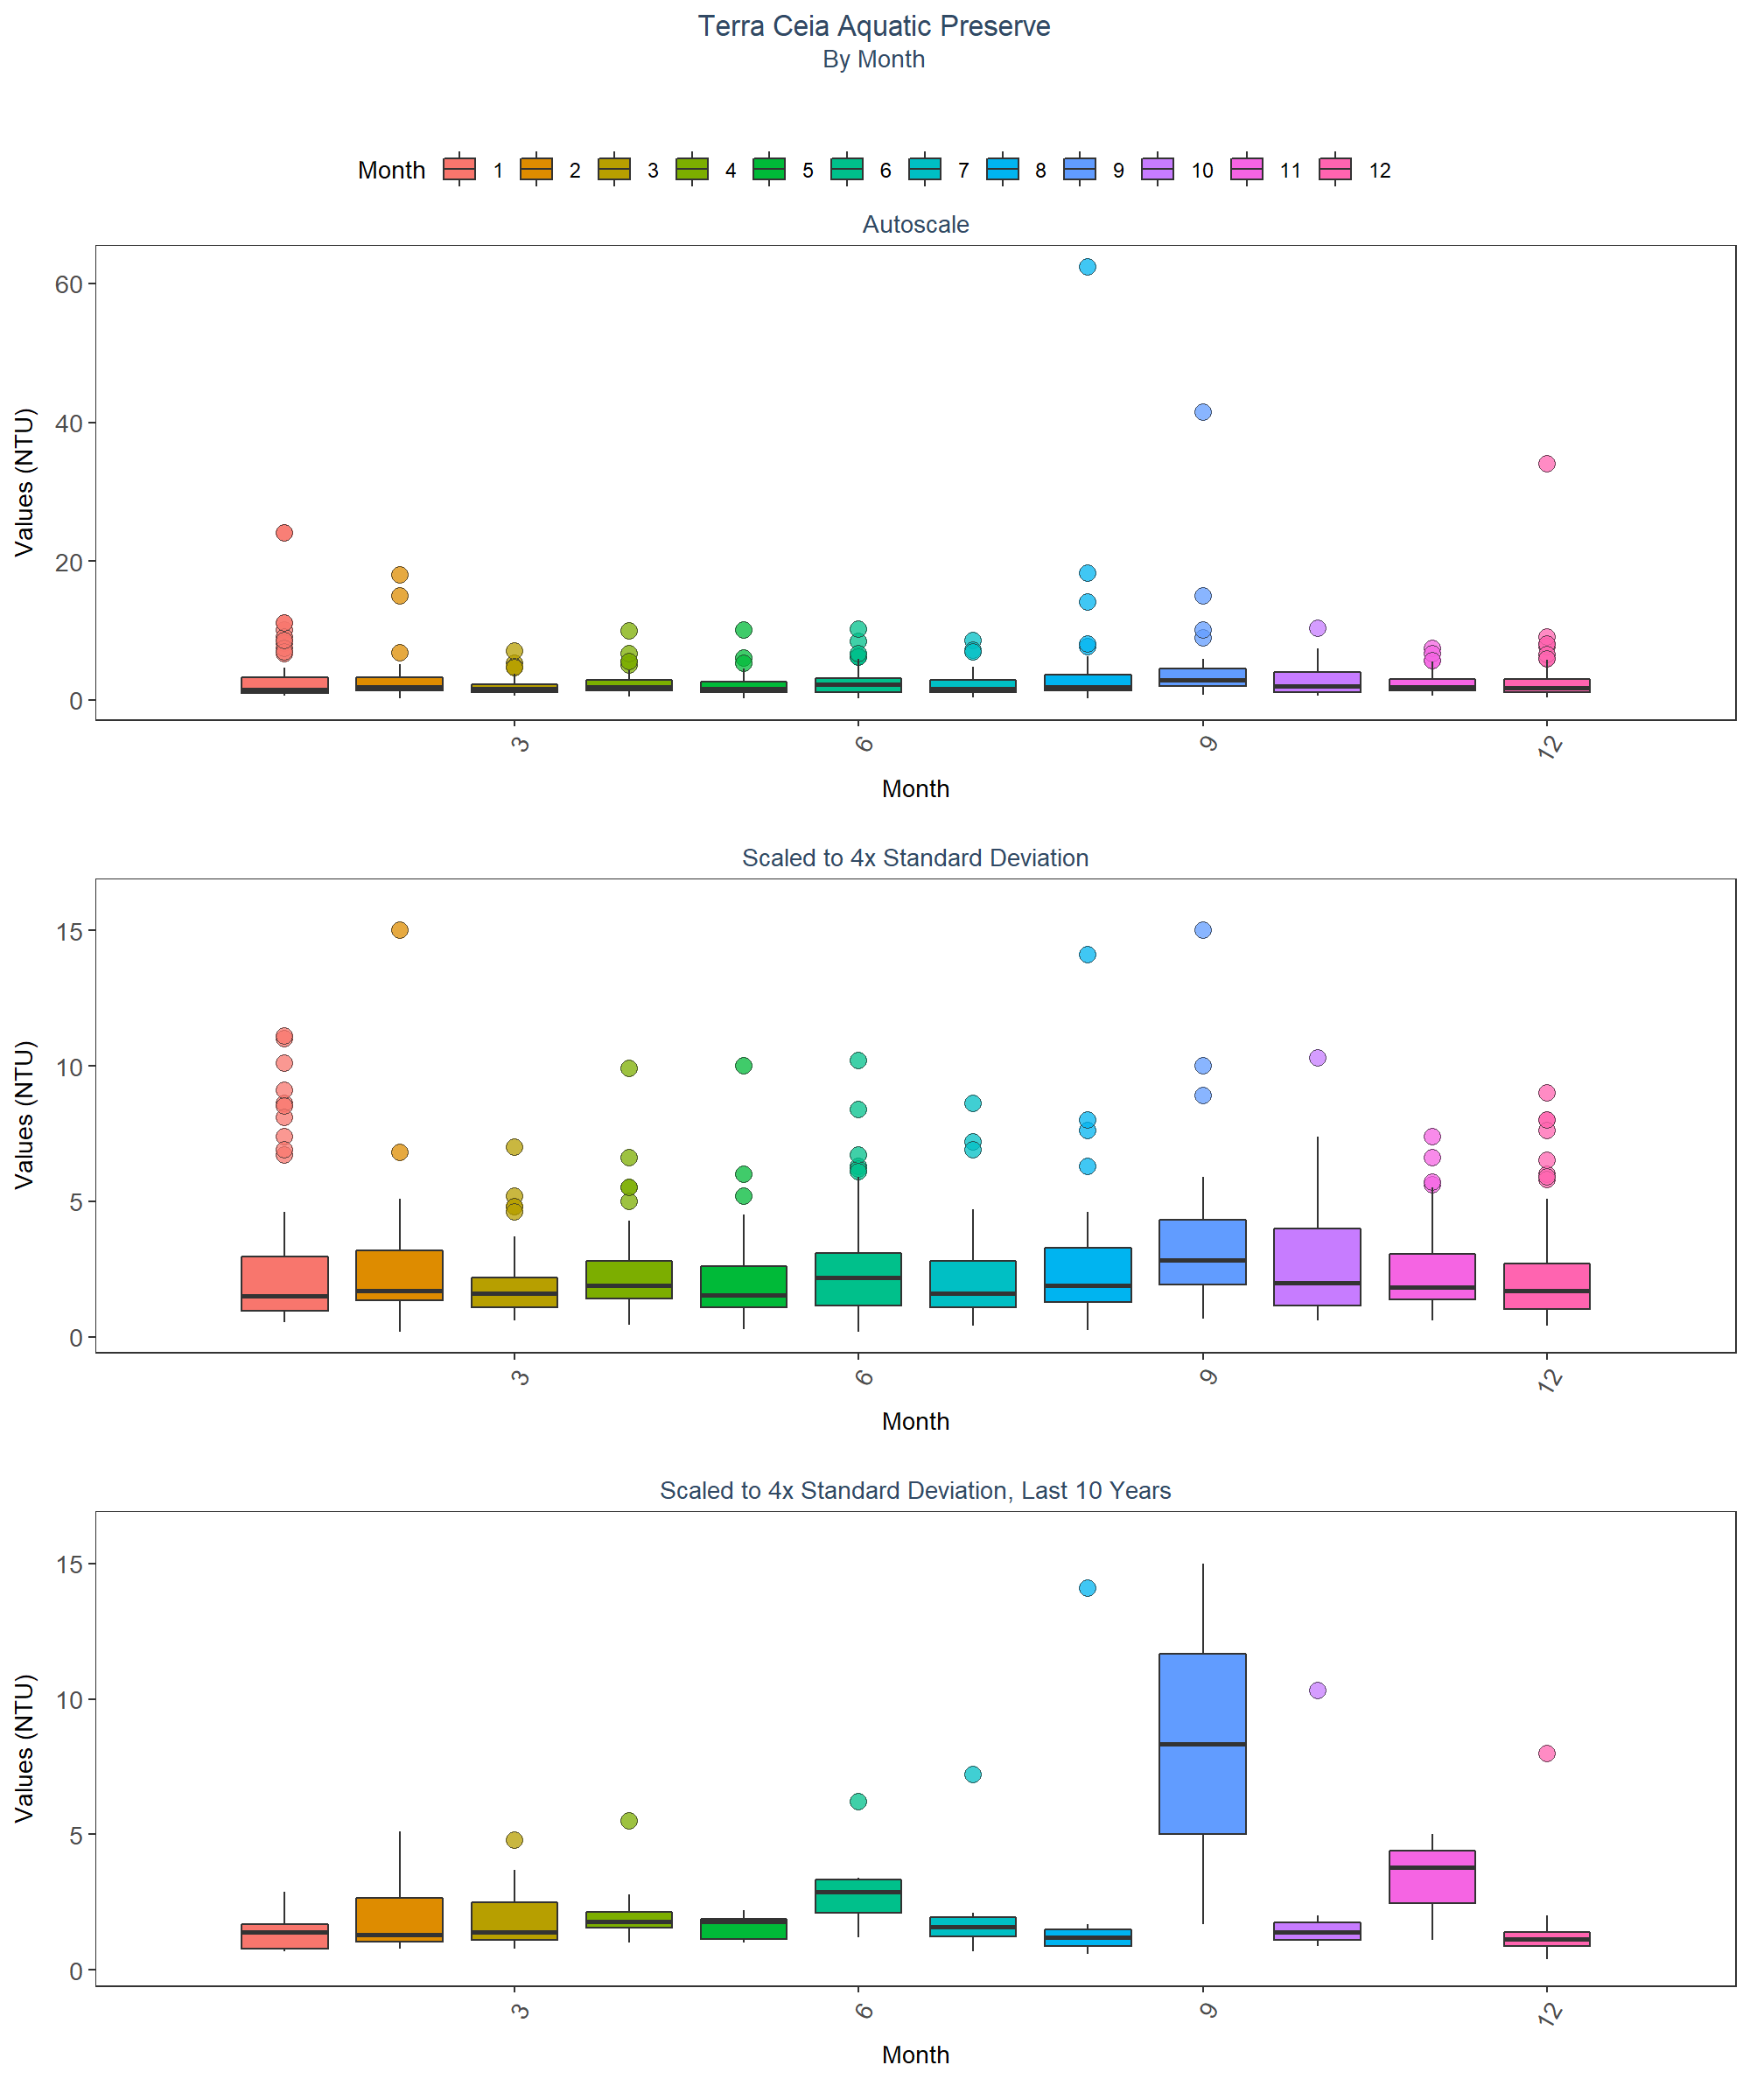 Terra Ceia Aquatic Preserve
By Month
Month 1 2 3 4 5 6 7 8 9 10 11 12
Autoscale
Values (NTU)
60
40
20
0
3 6 9 12
Month
Scaled to 4x Standard Deviation
Values (NTU)
15
10
5
0
3 6 9 12
Month
Scaled to 4x Standard Deviation, Last 10 Years
Values (NTU)
15
10
5
0
3 6 9 12
Month